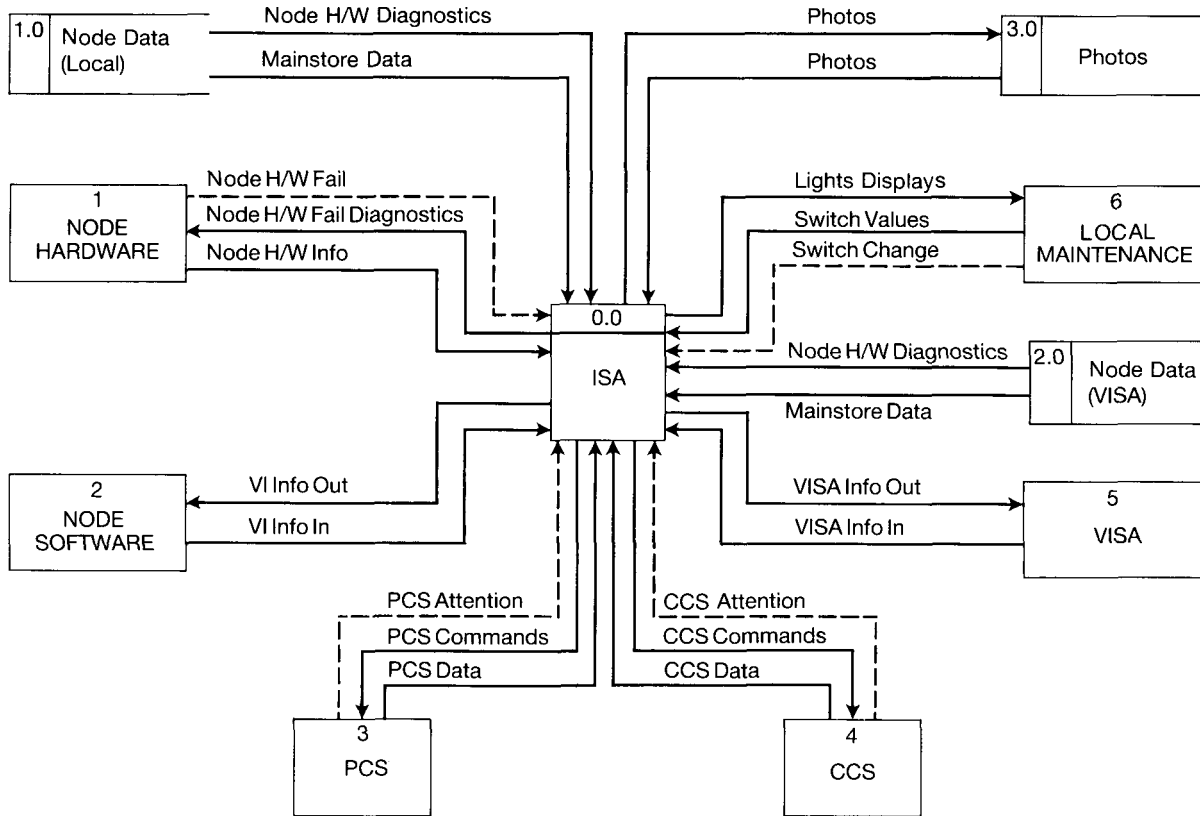 1.0
Node Data
(Local)
Node H/W Diagnostics
Mainstore Data
Photos
Photos
3.0
Photos
1
NODE
HARDWARE
Node H/W Fail
Node H/W Fail Diagnostics
Node H/W Info
Lights Displays
Switch Values
Switch Change
6
LOCAL
MAINTENANCE
0.0
ISA
Node H/W Diagnostics
Mainstore Data
2.0
Node Data
(VISA)
2
NODE
SOFTWARE
VI Info Out
VI Info In
VISA Info Out
VISA Info In
5
VISA
PCS Attention
PCS Commands
PCS Data
CCS Attention
CCS Commands
CCS Data
3
PCS
4
CCS